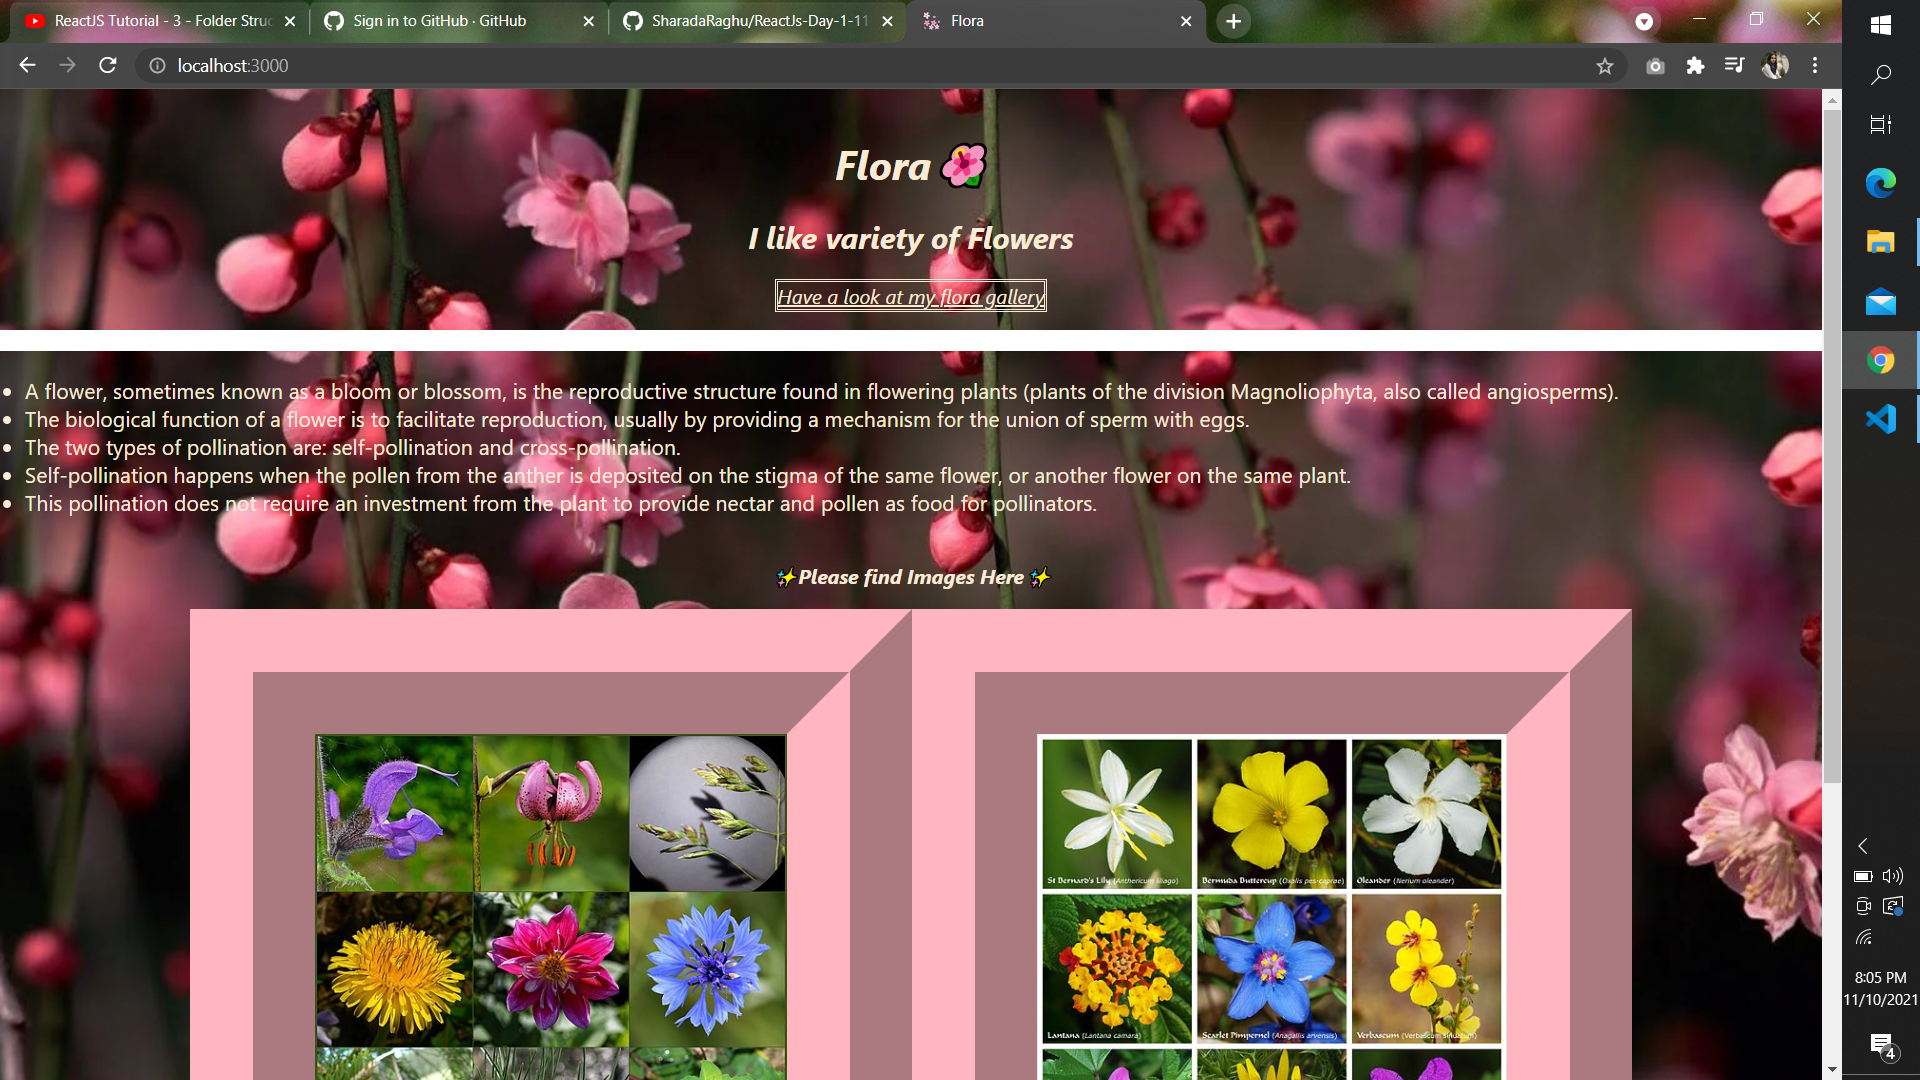 ReactJS Tutorial - 3 - Folder Struc
Sign in to GitHub · GitHub
SharadaRaghu/ReactJs-Day-1-11
Flora
localhost:3000
Flora
I like variety of Flowers
Have a look at my flora gallery
A flower, sometimes known as a bloom or blossom, is the reproductive structure found in flowering plants (plants of the division Magnoliophyta, also called angiosperms).
The biological function of a flower is to facilitate reproduction, usually by providing a mechanism for the union of sperm with eggs.
The two types of pollination are: self-pollination and cross-pollination.
Self-pollination happens when the pollen from the anther is deposited on the stigma of the same flower, or another flower on the same plant.
This pollination does not require an investment from the plant to provide nectar and pollen as food for pollinators.
✨Please find Images Here ✨
St Bernard's Lily (Anthericum liliago)
Bermuda Buttercup (Oxalis pes-caprae)
Oleander (Nerium oleander)
Lantana (Lantana camara)
Scarlet Pimpernel (Anagallis arvensis)
Verbascum (Verbascum sinuatum)
8:05 PM
11/10/2021
4